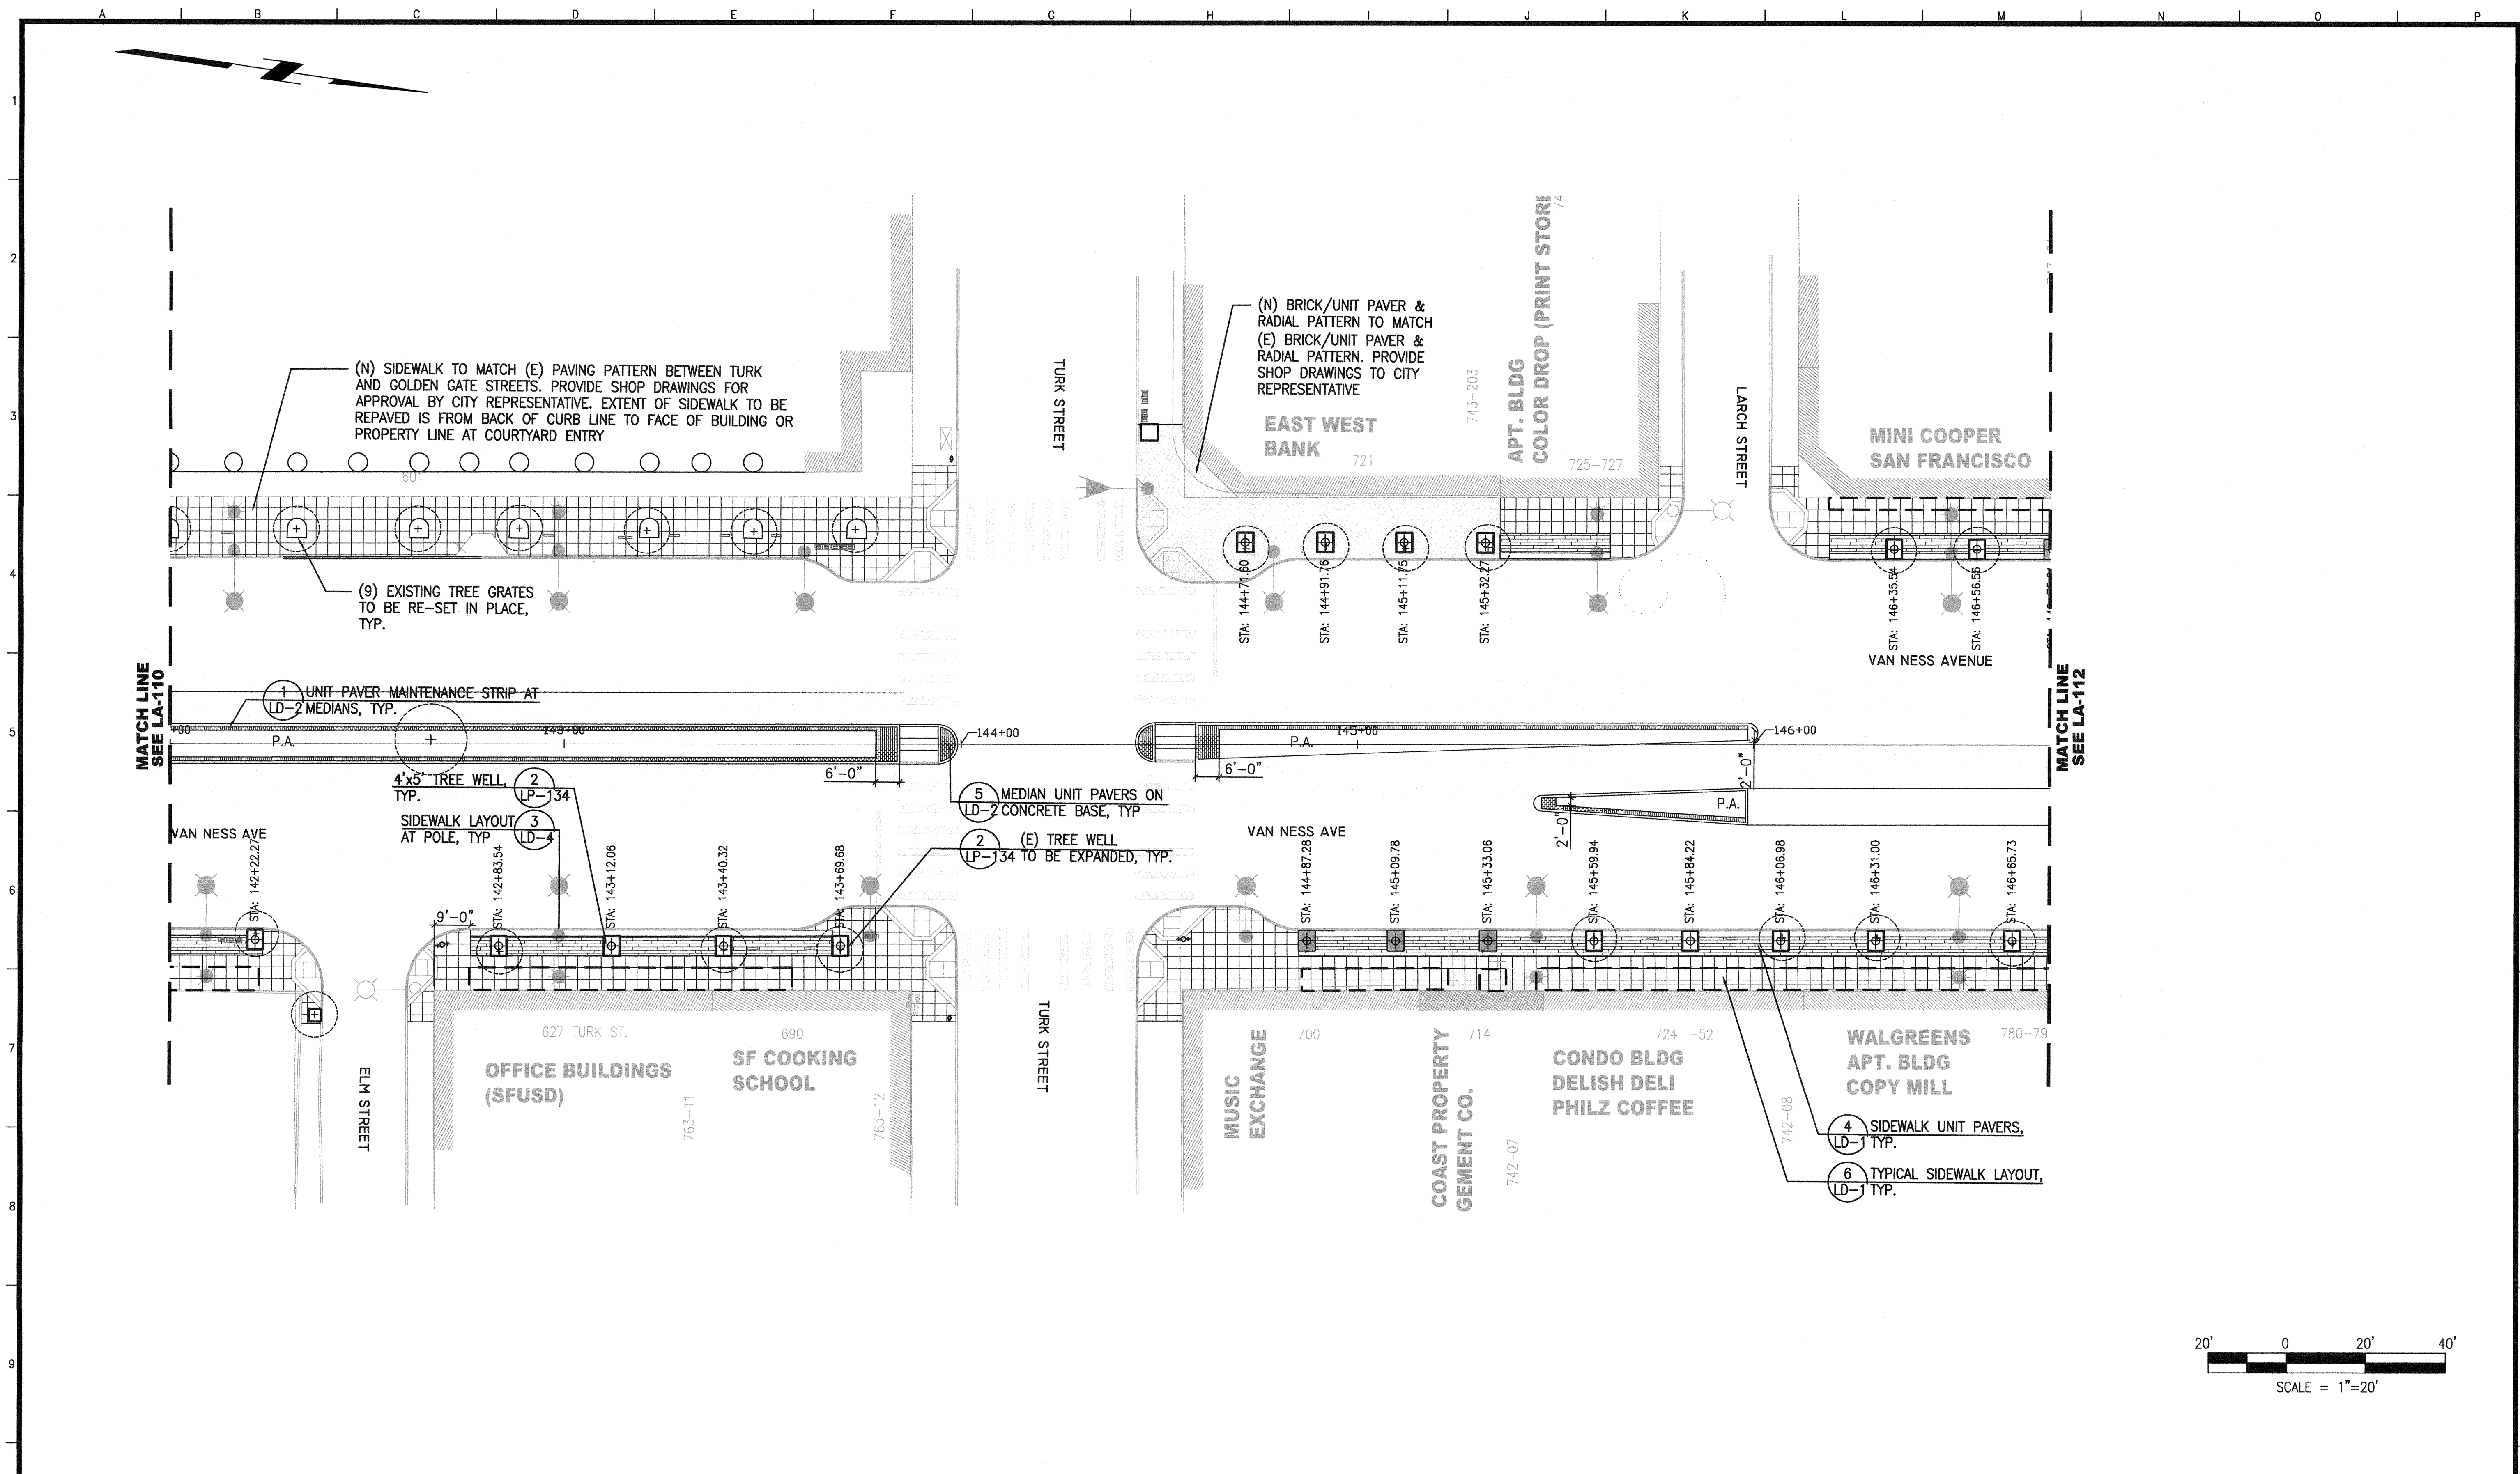 A B C D E F G H I J K L M N O P
1
2
3
4
5
6
7
8
9
(N) SIDEWALK TO MATCH (E) PAVING PATTERN BETWEEN TURK
AND GOLDEN GATE STREETS. PROVIDE SHOP DRAWINGS FOR
APPROVAL BY CITY REPRESENTATIVE. EXTENT OF SIDEWALK TO BE
REPAVED IS FROM BACK OF CURB LINE TO FACE OF BUILDING OR
PROPERTY LINE AT COURTYARD ENTRY
601
(9) EXISTING TREE GRATES
TO BE RE-SET IN PLACE,
TYP.
TURK STREET
(N) BRICK/UNIT PAVER &
RADIAL PATTERN TO MATCH
(E) BRICK/UNIT PAVER &
RADIAL PATTERN. PROVIDE
SHOP DRAWINGS TO CITY
REPRESENTATIVE
EAST WEST
BANK
721
743-203
APT. BLDG
COLOR DROP (PRINT STORE
74
725-727
LARCH STREET
MINI COOPER
SAN FRANCISCO
STA: 144+71.60
STA: 144+91.76
STA: 145+11.75
STA: 145+32.27
STA: 146+35.54
STA: 146+56.56
VAN NESS AVENUE
MATCH LINE
SEE LA-110
MATCH LINE
SEE LA-112
1 UNIT PAVER MAINTENANCE STRIP AT
LD-2 MEDIANS, TYP.
+00
P.A.
143+00
144+00
P.A.
145+00
146+00
6'-0"
6'-0"
2'-0"
2'-0"
P.A.
4'x5' TREE WELL, 2
TYP. LP-134
SIDEWALK LAYOUT 3
AT POLE, TYP LD-4
5 MEDIAN UNIT PAVERS ON
LD-2 CONCRETE BASE, TYP
2 (E) TREE WELL
LP-134 TO BE EXPANDED, TYP.
VAN NESS AVE
VAN NESS AVE
STA: 142+22.27
9'-0"
STA: 142+83.54
STA: 143+12.06
STA: 143+40.32
STA: 143+69.68
STA: 144+87.28
STA: 145+09.78
STA: 145+33.06
STA: 145+59.94
STA: 145+84.22
STA: 146+06.98
STA: 146+31.00
STA: 146+65.73
ELM STREET
627 TURK ST.
OFFICE BUILDINGS
(SFUSD)
763-11
690
SF COOKING
SCHOOL
763-12
TURK STREET
MUSIC
EXCHANGE
700
COAST PROPERTY
GEMENT CO.
714
742-07
724 -52
CONDO BLDG
DELISH DELI
PHILZ COFFEE
742-08
WALGREENS
APT. BLDG
COPY MILL
780-79
4 SIDEWALK UNIT PAVERS,
LD-1 TYP.
6 TYPICAL SIDEWALK LAYOUT,
LD-1 TYP.
20' 0 20' 40'
SCALE = 1"=20'